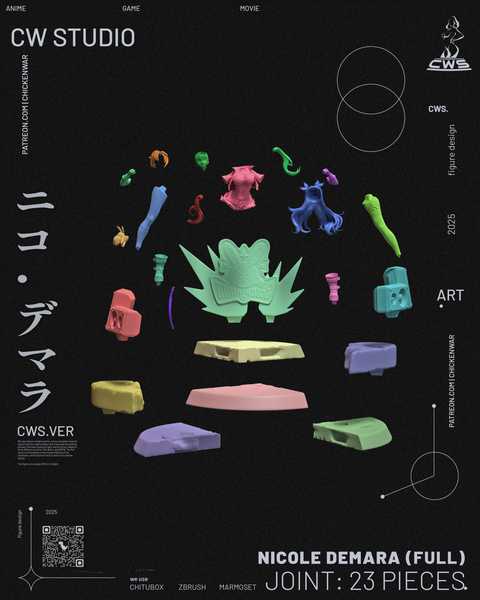 ANIME GAME MOVIE
CW STUDIO
PATREON.COM | CHICKENWAR
CWS
CWS.
figure design
2025
ART
PATREON.COM | CHICKENWAR
ニコ・デマラ
CWS.VER
figure design
2025
we use
CHITUBOX ZBRUSH MARMOSET
NICOLE DEMARA (FULL)
JOINT: 23 PIECES.